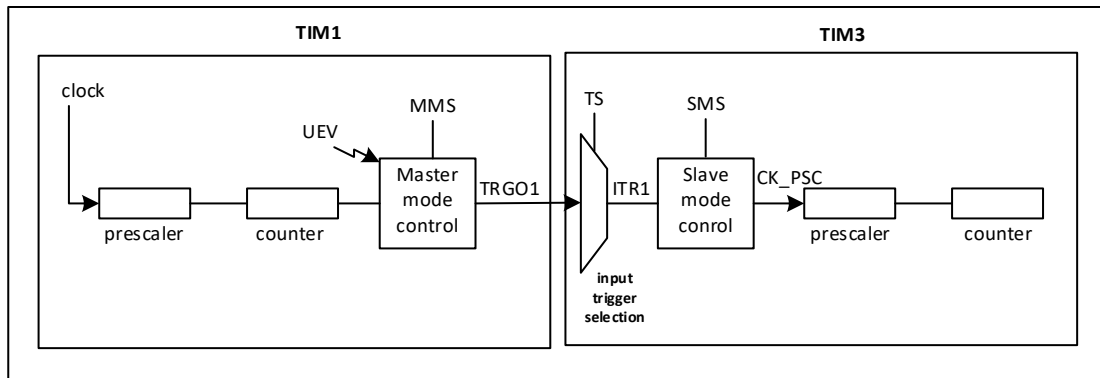 TIM1
TIM3
clock
MMS
TS
SMS
UEV
Master
mode
control
TRGO1
ITR1
Slave
mode
conrol
CK_PSC
prescaler
counter
prescaler
counter
input
trigger
selection